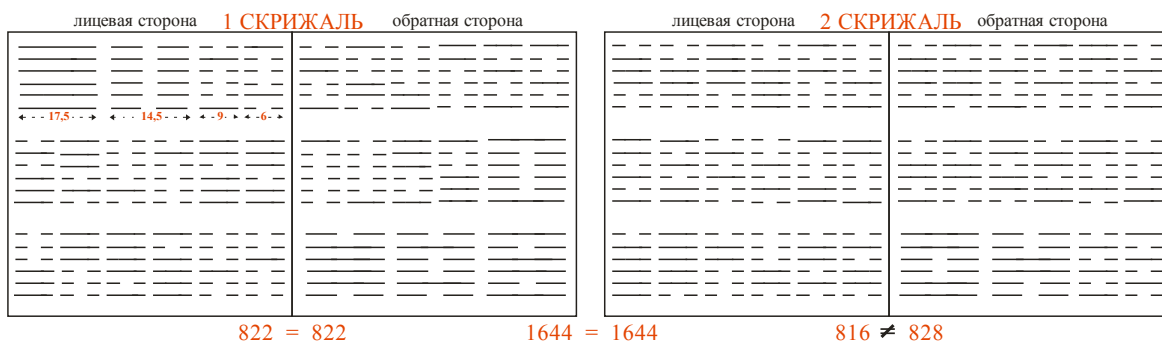 лицевая сторона 1 СКРИЖАЛЬ обратная сторона лицевая сторона 2 СКРИЖАЛЬ обратная сторона
17,5 14,5 9 6
822 = 822 1644 = 1644 816 ≠ 828